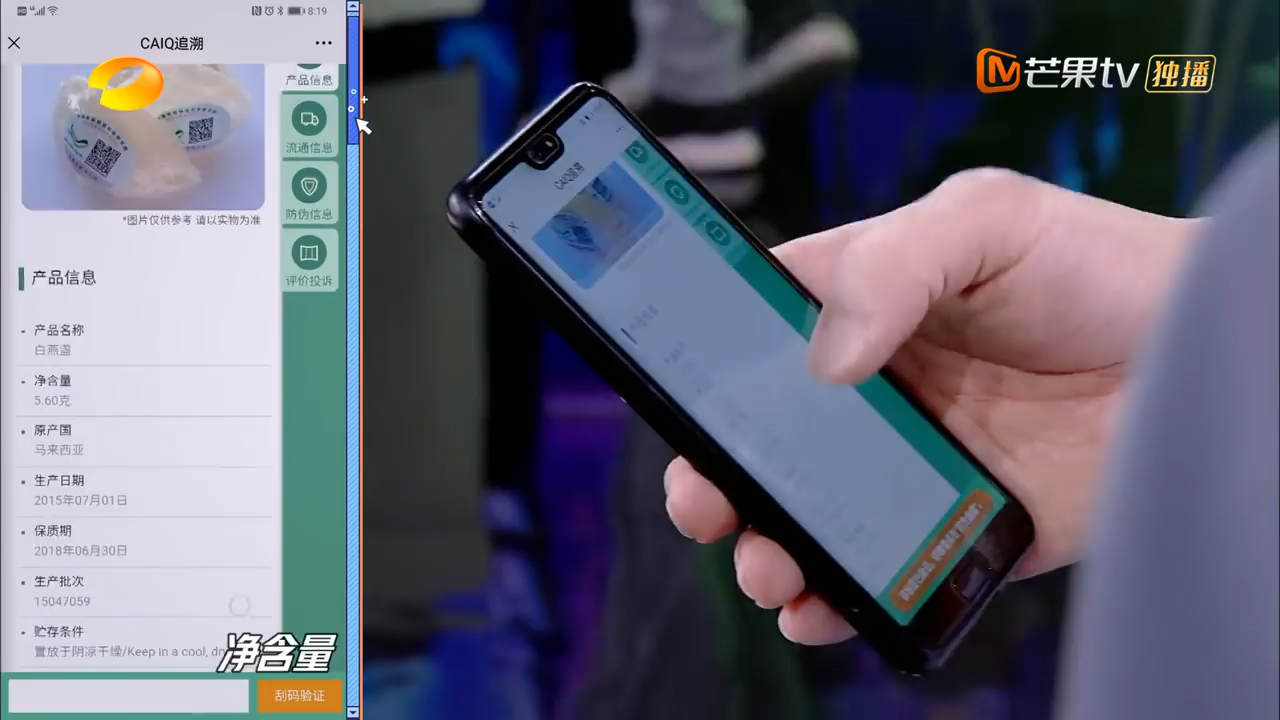 8:19
CAIQ追溯
产品信息
流通信息
防伪信息
*图片仅供参考 请以实物为准
评价投诉
产品信息
产品名称
白燕盏
净含量
5.60克
原产国
马来西亚
生产日期
2015年07月01日
保质期
2018年06月30日
生产批次
15047059
贮存条件
置放于阴凉干燥/Keep in a cool,
净含量
刮码验证
芒果tv 独播
CAIQ追溯